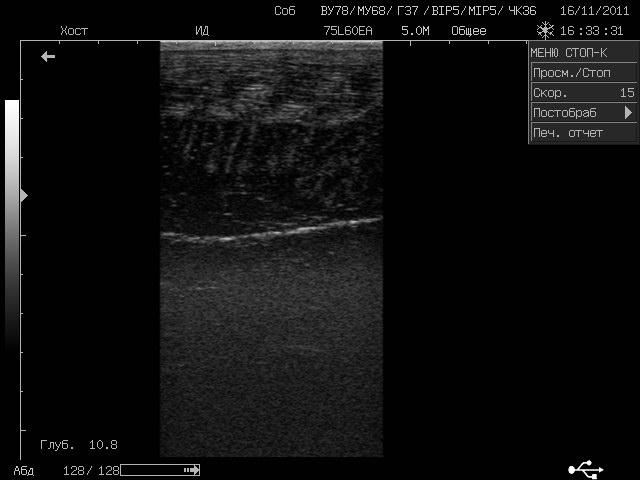 Соб ВУ78/МУ68/ Г37 /BIP5/MIP5/ ЧК36 16/11/2011
Хост ИД 75L60EA 5.0M Общее 16:33:31
МЕНЮ СТОП-К
Просм./Стоп
Скор. 15
Постобраб
Печ. отчет
Глуб. 10.8
Абд 128/ 128